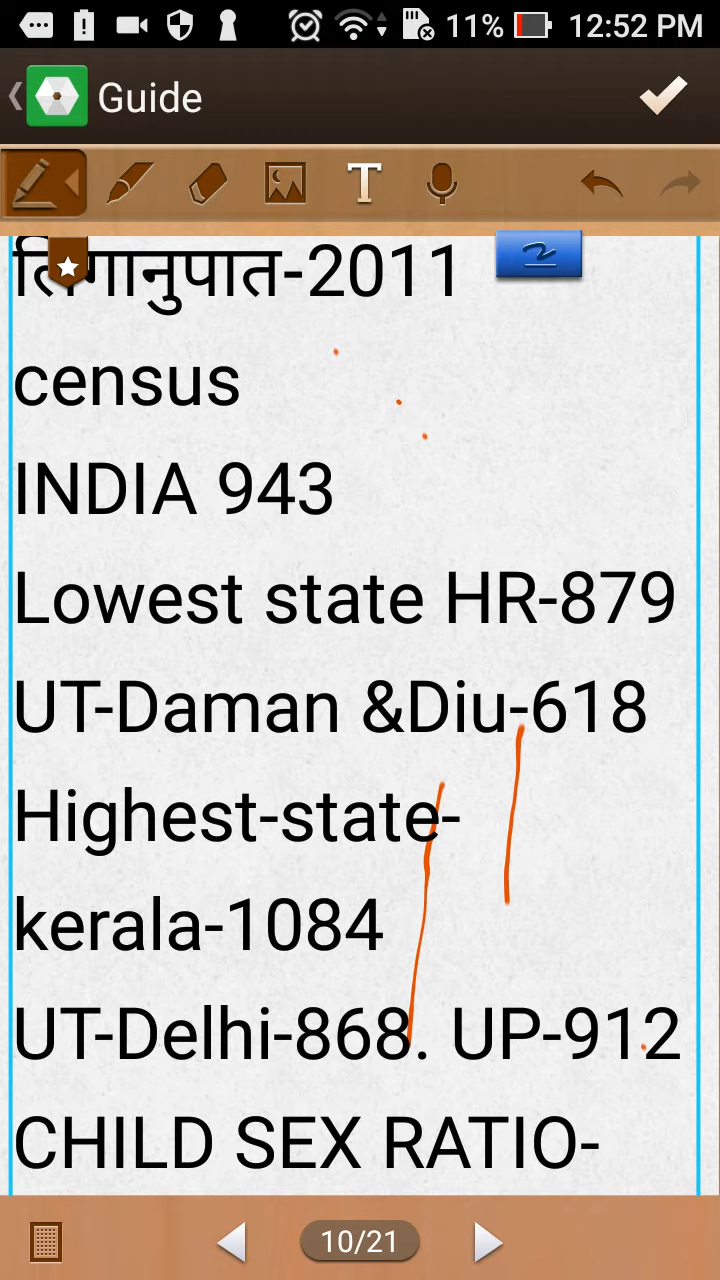 11% 12:52 PM
Guide
T
लिंगानुपात-2011
census
INDIA 943
Lowest state HR-879
UT-Daman &Diu-618
Highest-state-
kerala-1084
UT-Delhi-868. UP-912
CHILD SEX RATIO-
10/21